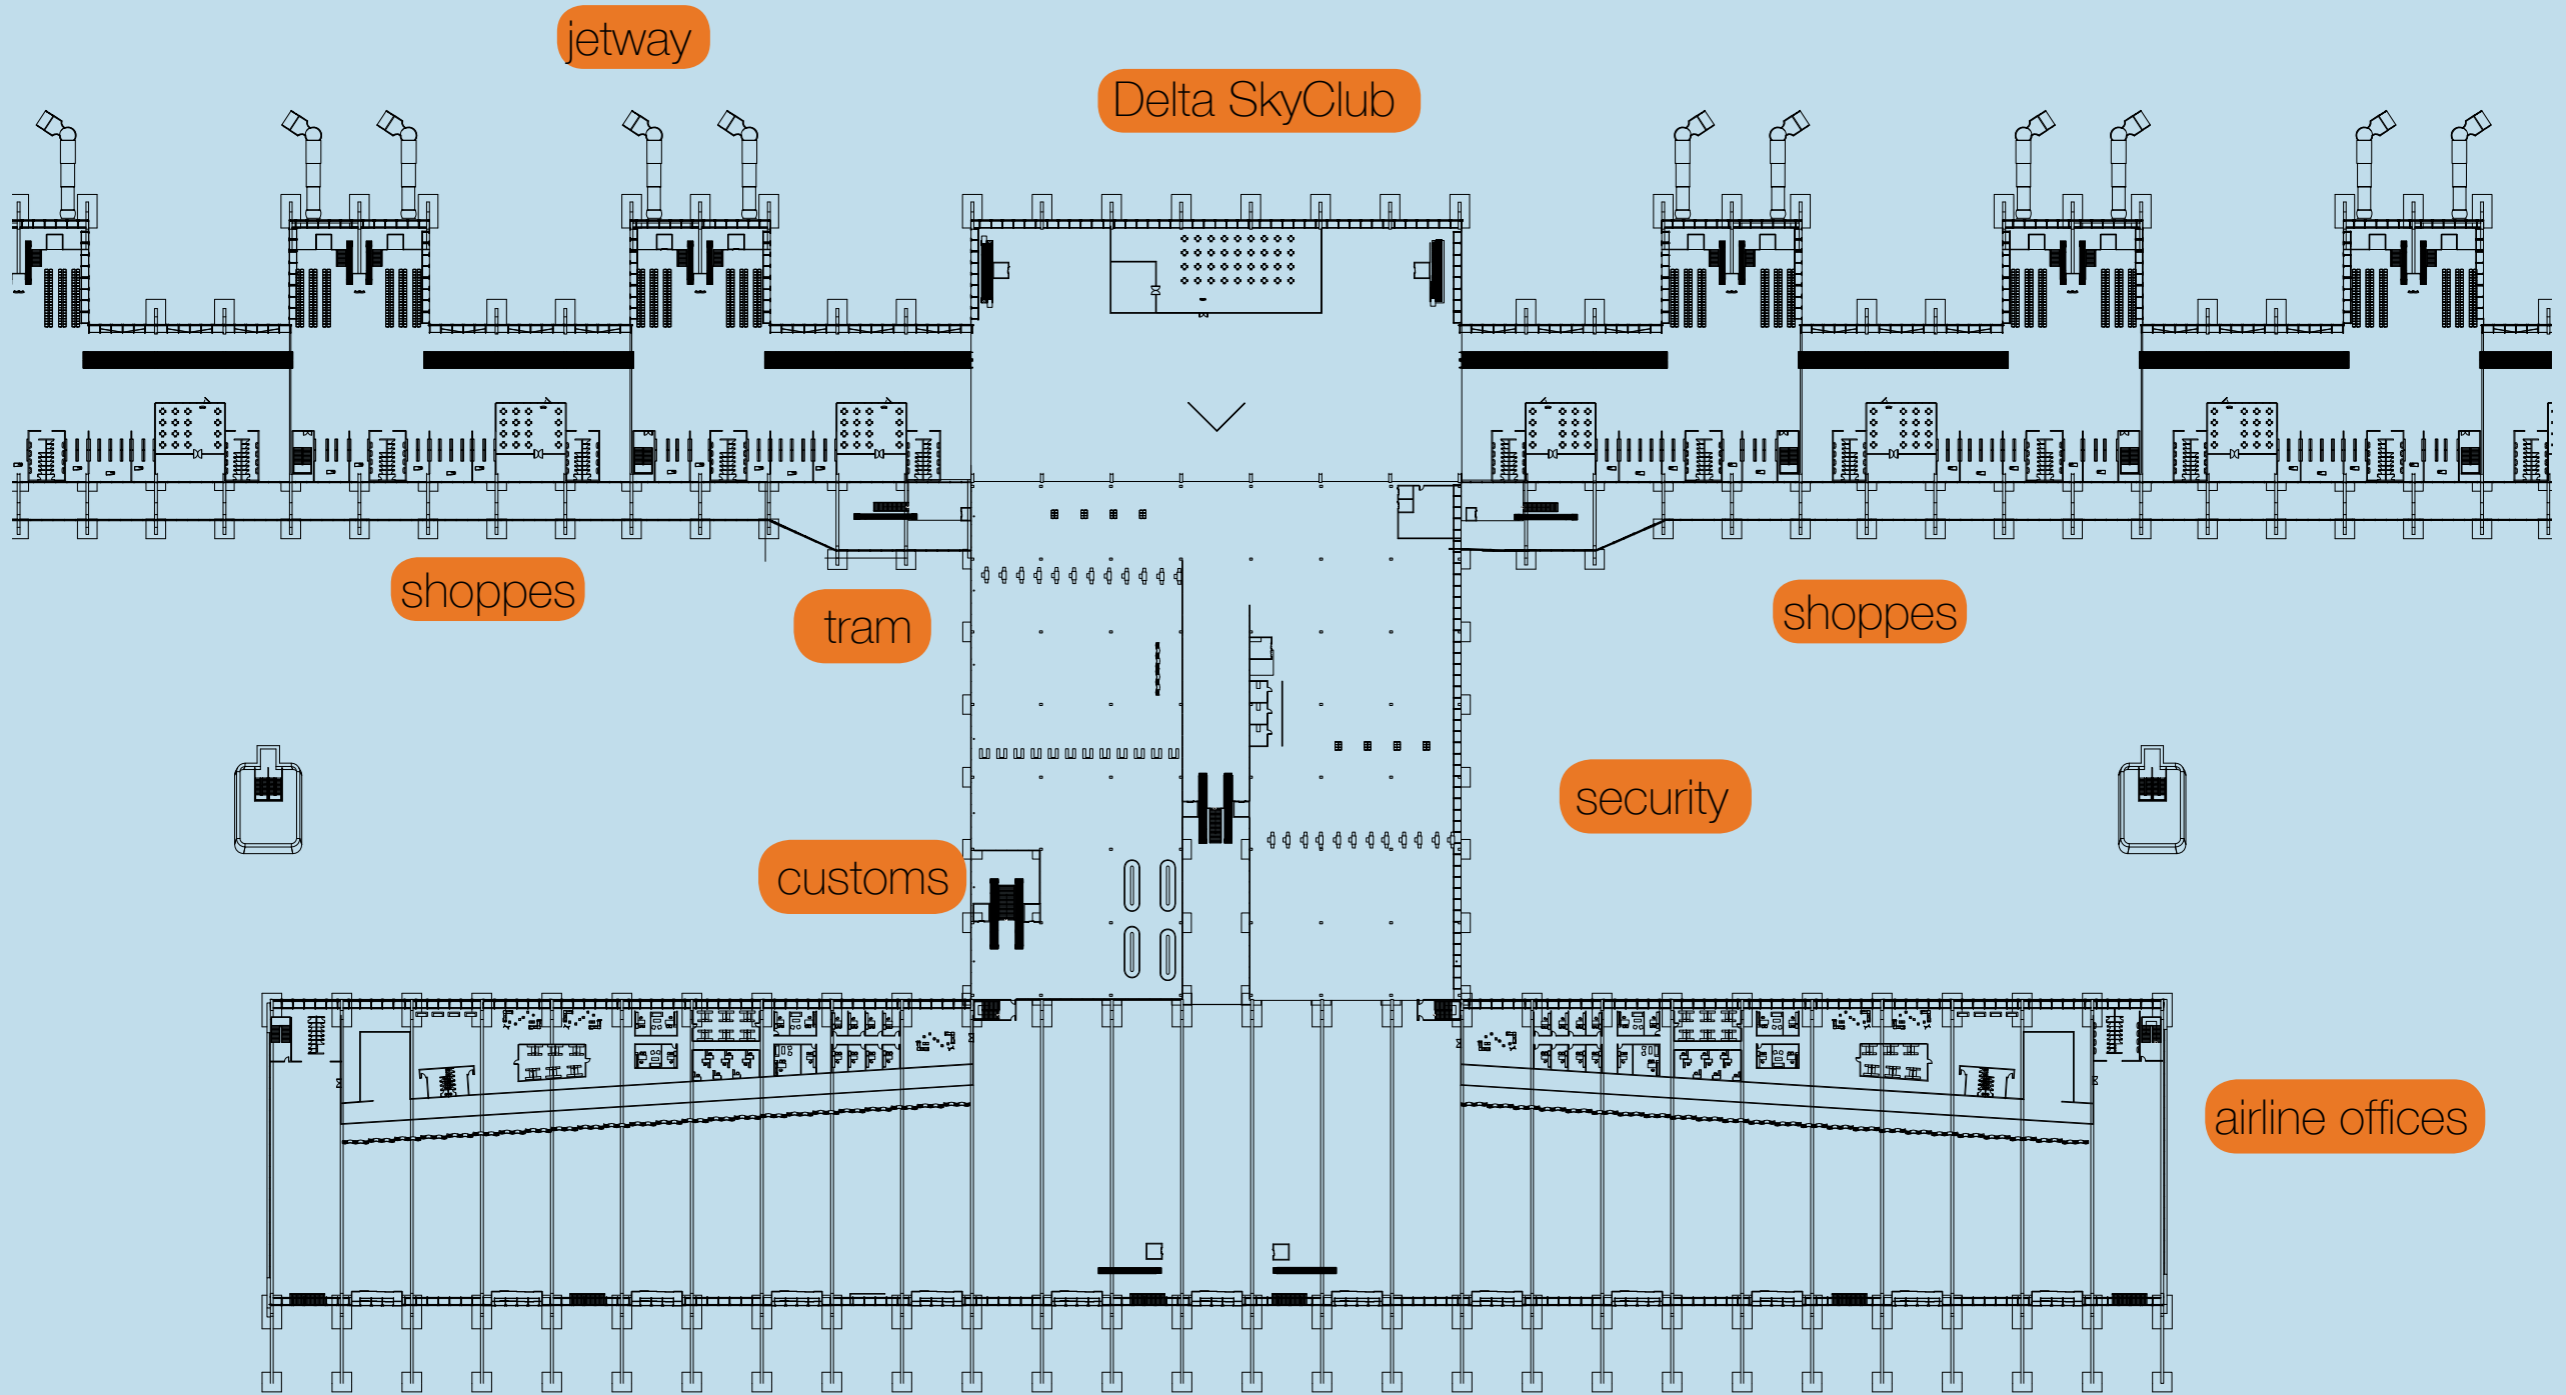 jetway
Delta SkyClub
shoppes
shoppes
tram
security
customs
airline offices